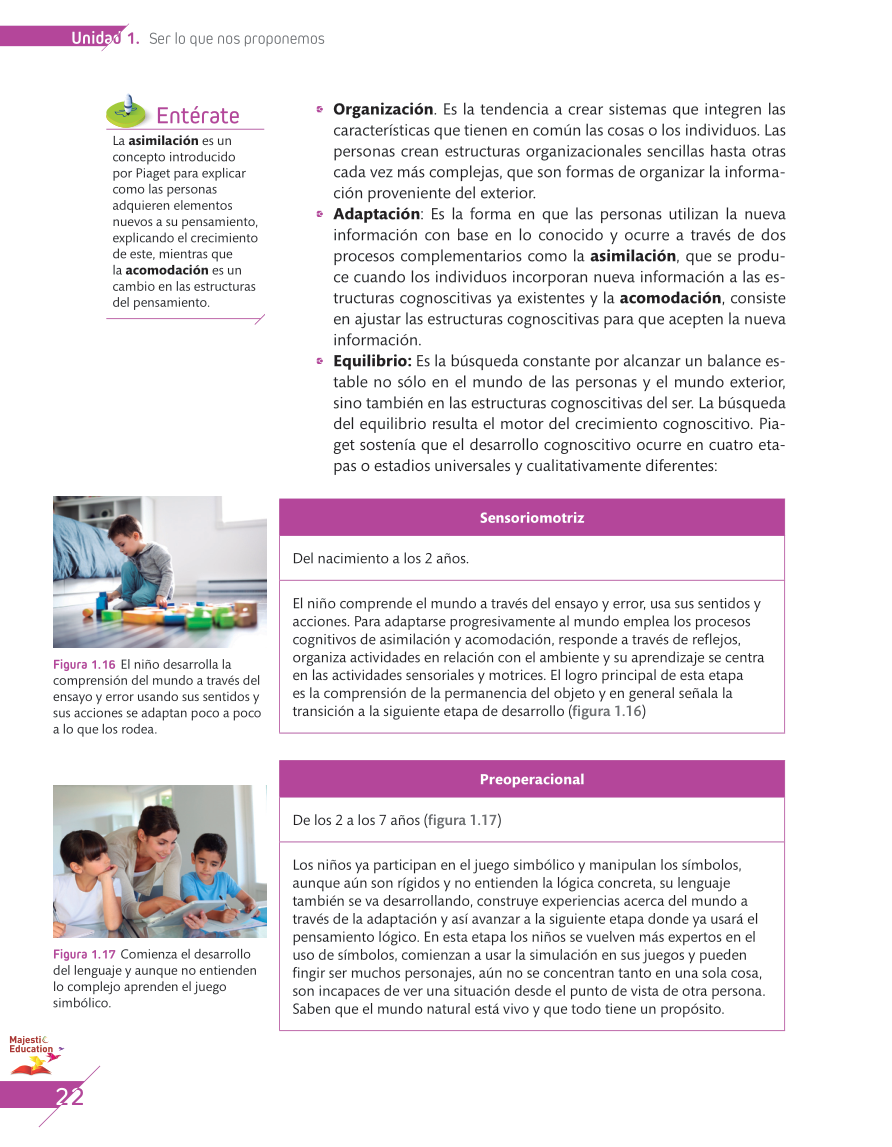 Unidad 1. Ser lo que nos proponemos
Entérate
La asimilación es un
concepto introducido
por Piaget para explicar
como las personas
adquieren elementos
nuevos a su pensamiento,
explicando el crecimiento
de este, mientras que
la acomodación es un
cambio en las estructuras
del pensamiento.
Organización. Es la tendencia a crear sistemas que integren las
características que tienen en común las cosas o los individuos. Las
personas crean estructuras organizacionales sencillas hasta otras
cada vez más complejas, que son formas de organizar la informa-
ción proveniente del exterior.
Adaptación: Es la forma en que las personas utilizan la nueva
información con base en lo conocido y ocurre a través de dos
procesos complementarios como la asimilación, que se produ-
ce cuando los individuos incorporan nueva información a las es-
tructuras cognoscitivas ya existentes y la acomodación, consiste
en ajustar las estructuras cognoscitivas para que acepten la nueva
información.
Equilibrio: Es la búsqueda constante por alcanzar un balance es-
table no sólo en el mundo de las personas y el mundo exterior,
sino también en las estructuras cognoscitivas del ser. La búsqueda
del equilibrio resulta el motor del crecimiento cognoscitivo. Pia-
get sostenía que el desarrollo cognoscitivo ocurre en cuatro eta-
pas o estadios universales y cualitativamente diferentes:
Figura 1.16 El niño desarrolla la
comprensión del mundo a través del
ensayo y error usando sus sentidos y
sus acciones se adaptan poco a poco
a lo que los rodea.
Sensoriomotriz
Del nacimiento a los 2 años.
El niño comprende el mundo a través del ensayo y error, usa sus sentidos y
acciones. Para adaptarse progresivamente al mundo emplea los procesos
cognitivos de asimilación y acomodación, responde a través de reflejos,
organiza actividades en relación con el ambiente y su aprendizaje se centra
en las actividades sensoriales y motrices. El logro principal de esta etapa
es la comprensión de la permanencia del objeto y en general señala la
transición a la siguiente etapa de desarrollo (figura 1.16)
Figura 1.17 Comienza el desarrollo
del lenguaje y aunque no entienden
lo complejo aprenden el juego
simbólico.
Preoperacional
De los 2 a los 7 años (figura 1.17)
Los niños ya participan en el juego simbólico y manipulan los símbolos,
aunque aún son rígidos y no entienden la lógica concreta, su lenguaje
también se va desarrollando, construye experiencias acerca del mundo a
través de la adaptación y así avanzar a la siguiente etapa donde ya usará el
pensamiento lógico. En esta etapa los niños se vuelven más expertos en el
uso de símbolos, comienzan a usar la simulación en sus juegos y pueden
fingir ser muchos personajes, aún no se concentran tanto en una sola cosa,
son incapaces de ver una situación desde el punto de vista de otra persona.
Saben que el mundo natural está vivo y que todo tiene un propósito.
Majestic
Education
22